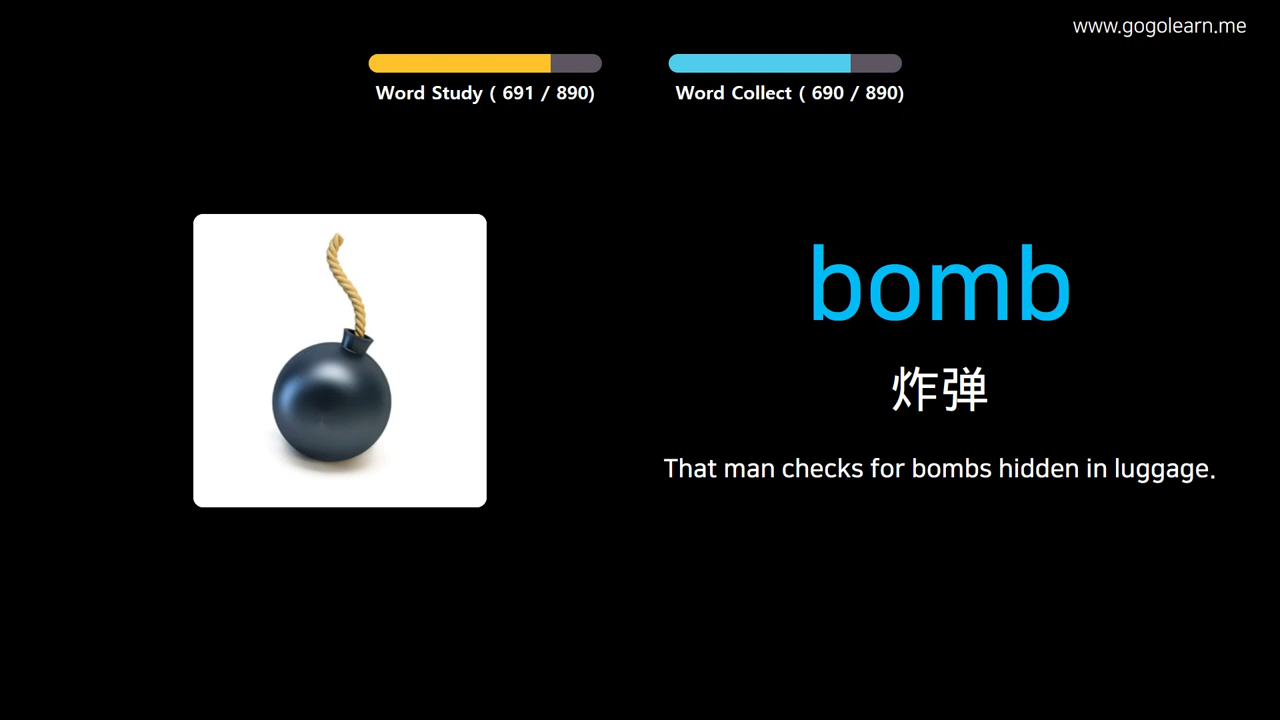 www.gogolearn.me
Word Study ( 691 / 890)
Word Collect ( 690 / 890)
bomb
炸弹
That man checks for bombs hidden in luggage.